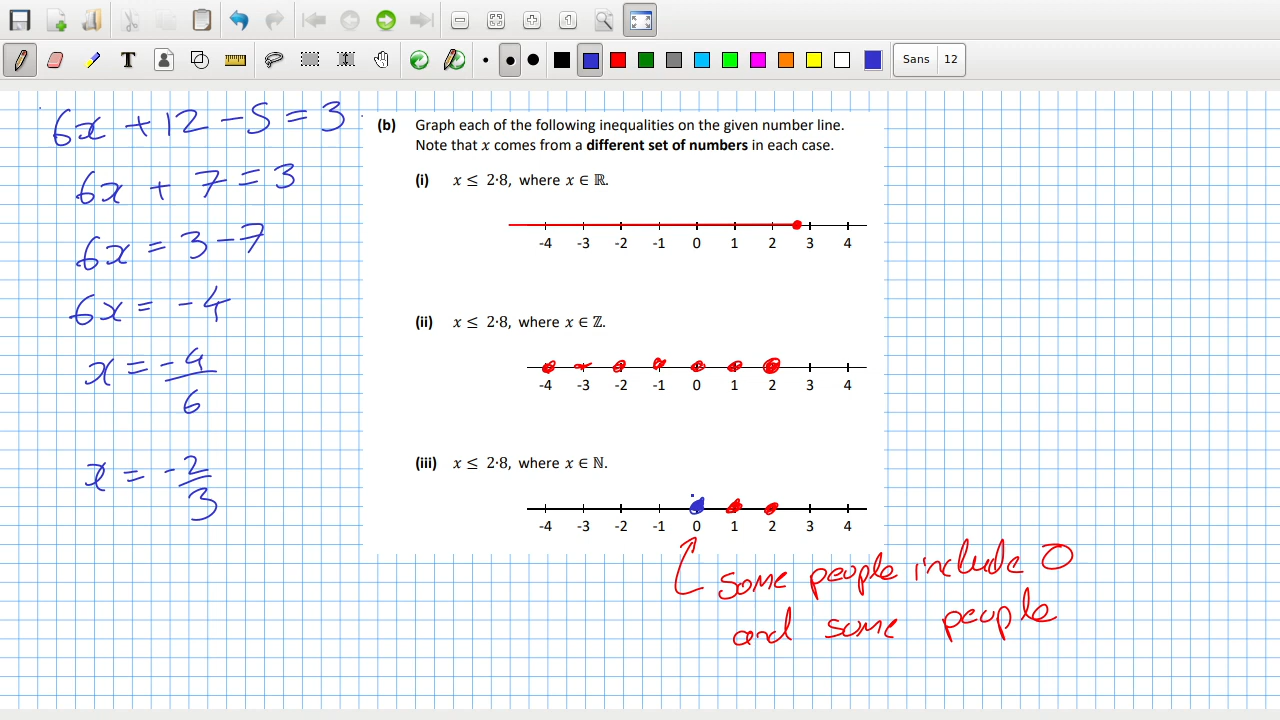 Sans 12
6x + 12 - 5 = 3
6x + 7 = 3
6x = 3 - 7
6x = -4
x = -4/6
x = -2/3
(b) Graph each of the following inequalities on the given number line.
Note that x comes from a different set of numbers in each case.
(i) x ≤ 2·8, where x ∈ ℝ.
-4 -3 -2 -1 0 1 2 3 4
(ii) x ≤ 2·8, where x ∈ ℤ.
-4 -3 -2 -1 0 1 2 3 4
(iii) x ≤ 2·8, where x ∈ ℕ.
-4 -3 -2 -1 0 1 2 3 4
some people include 0
and some people